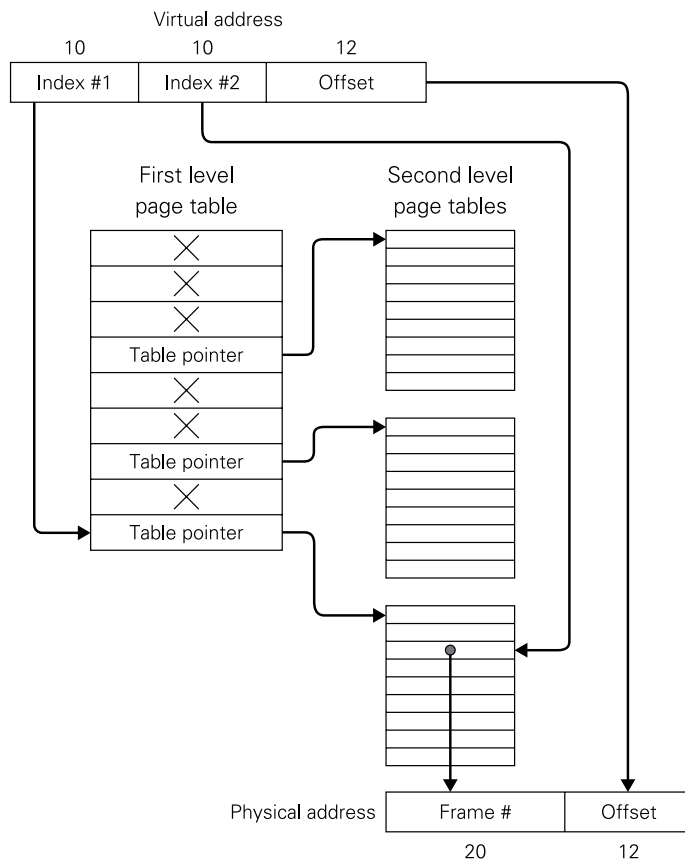 Virtual address
10 10 12
Index #1 Index #2 Offset
First level
page table
Second level
page tables
Table pointer
Table pointer
Table pointer
Physical address Frame # Offset
20 12